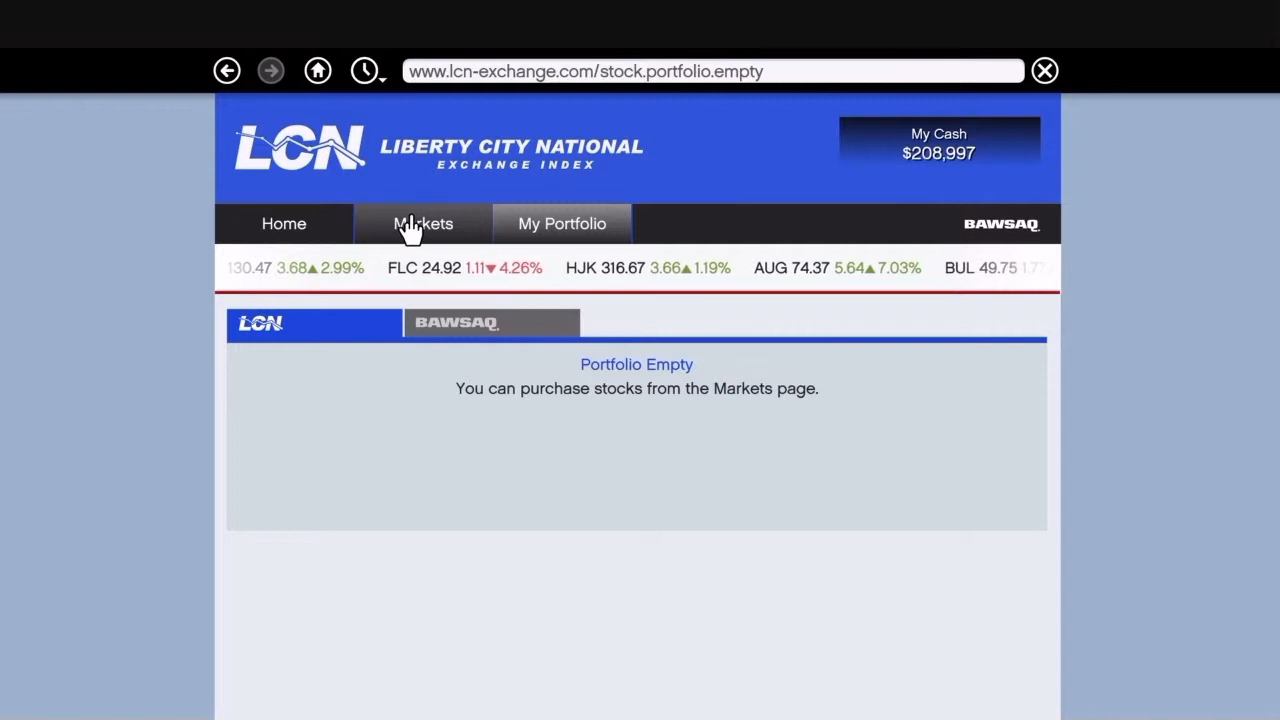 www.lcn-exchange.com/stock.portfolio.empty
LCN LIBERTY CITY NATIONAL
EXCHANGE INDEX
My Cash
$208,997
Home Markets My Portfolio BAWSAQ
130.47 3.68▲2.99% FLC 24.92 1.11▼4.26% HJK 316.67 3.66▲1.19% AUG 74.37 5.64▲7.03% BUL 49.75 1.77
LCN BAWSAQ
Portfolio Empty
You can purchase stocks from the Markets page.